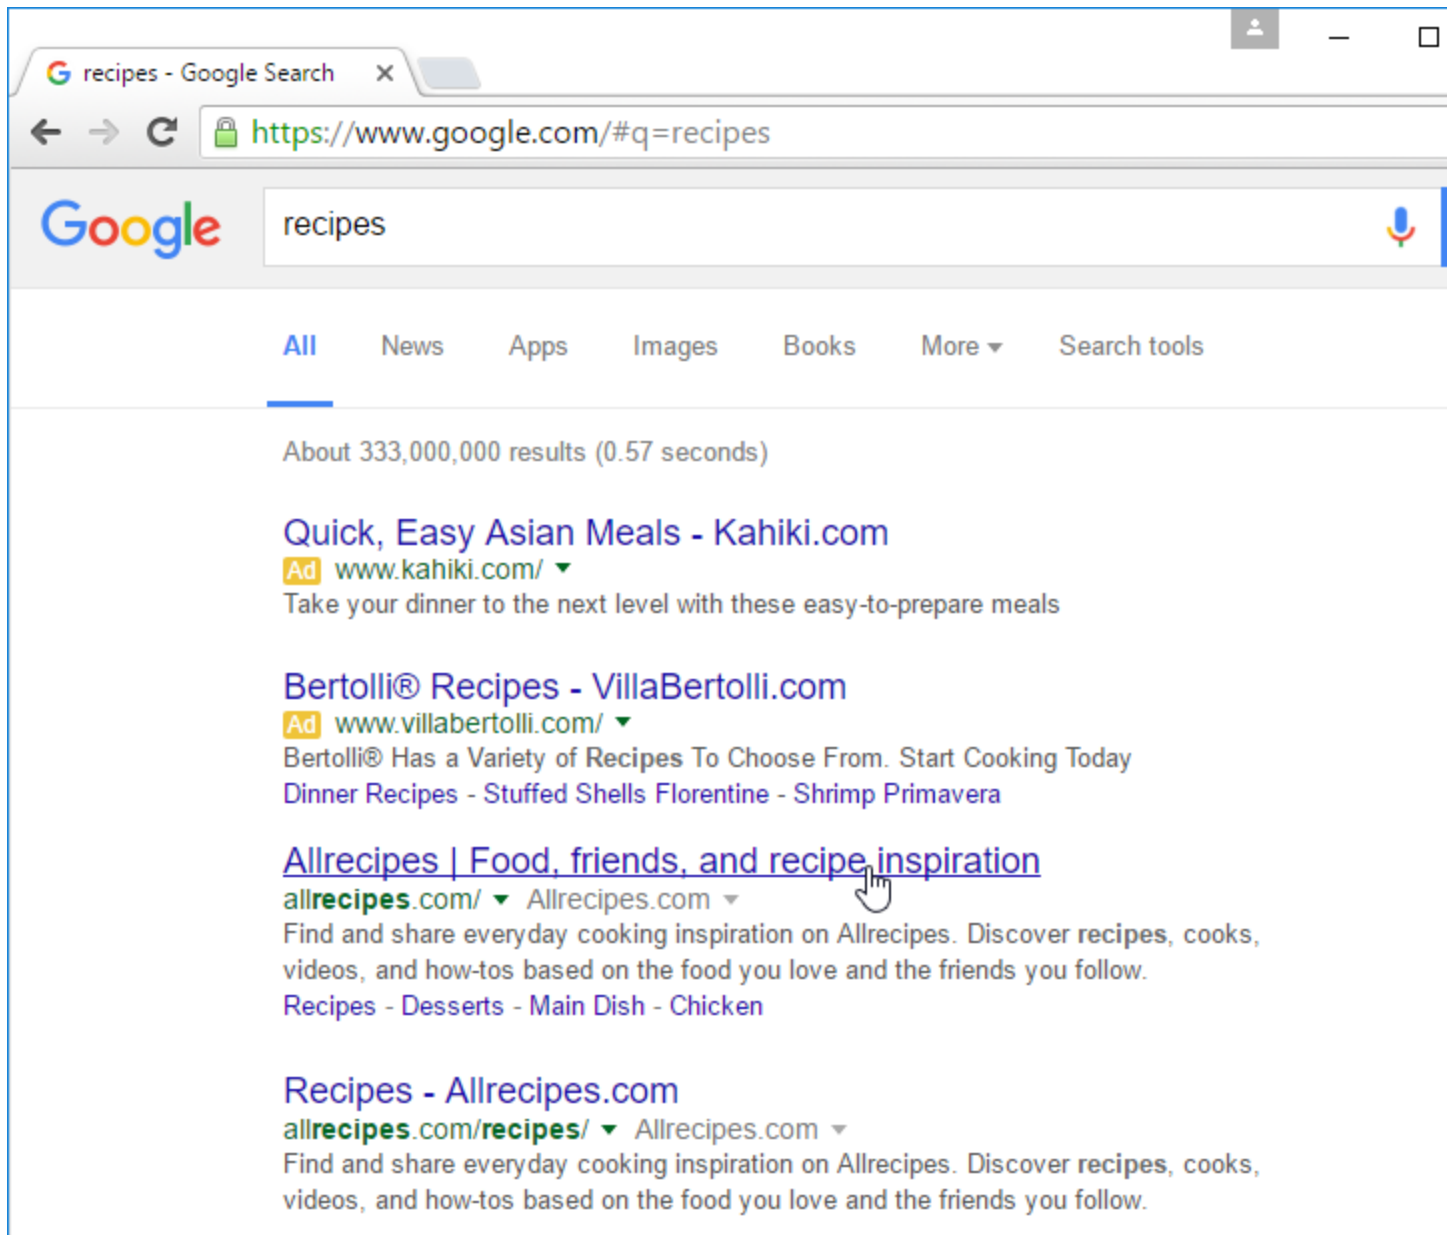 recipes - Google Search
https://www.google.com/#q=recipes
Google recipes
All News Apps Images Books More Search tools
About 333,000,000 results (0.57 seconds)
Quick, Easy Asian Meals - Kahiki.com
Ad www.kahiki.com/
Take your dinner to the next level with these easy-to-prepare meals
Bertolli® Recipes - VillaBertolli.com
Ad www.villabertolli.com/
Bertolli® Has a Variety of Recipes To Choose From. Start Cooking Today
Dinner Recipes - Stuffed Shells Florentine - Shrimp Primavera
Allrecipes | Food, friends, and recipe inspiration
allrecipes.com/ Allrecipes.com
Find and share everyday cooking inspiration on Allrecipes. Discover recipes, cooks,
videos, and how-tos based on the food you love and the friends you follow.
Recipes - Desserts - Main Dish - Chicken
Recipes - Allrecipes.com
allrecipes.com/recipes/ Allrecipes.com
Find and share everyday cooking inspiration on Allrecipes. Discover recipes, cooks,
videos, and how-tos based on the food you love and the friends you follow.